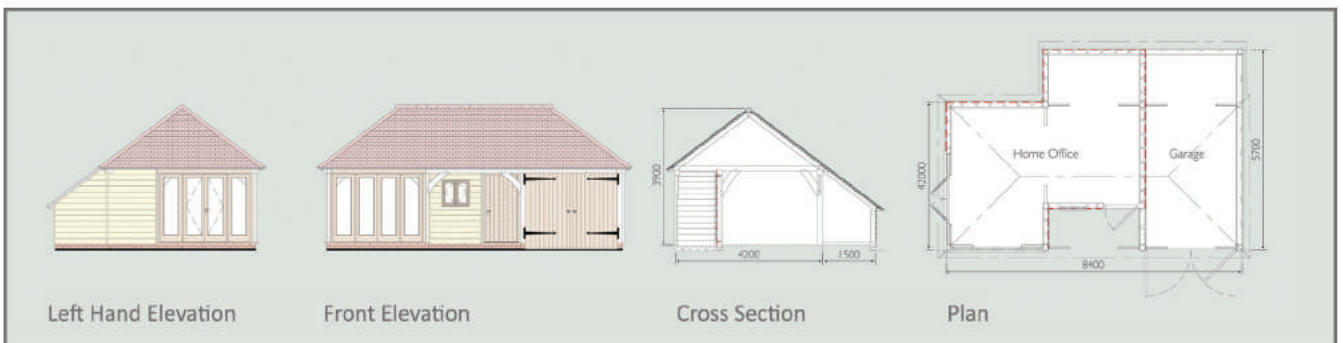 3900
4200
1500
Home Office
Garage
42000
5700
8400
Left Hand Elevation
Front Elevation
Cross Section
Plan